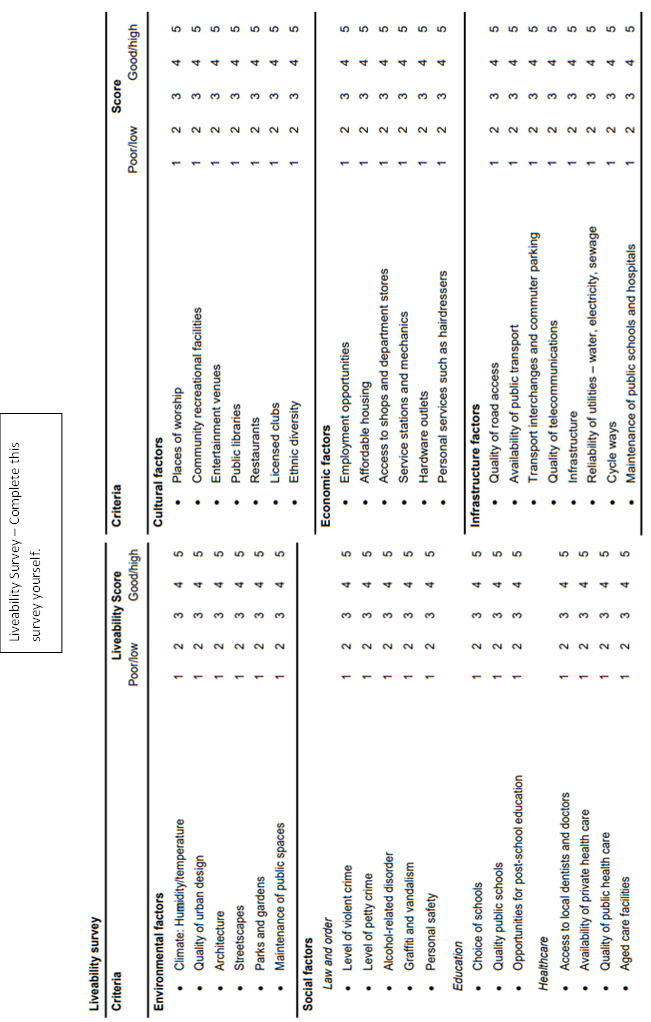 Liveability Survey – Complete this
survey yourself.
Liveability survey
Criteria Liveability Score
Poor/low Good/high
Environmental factors
• Climate: Humidity/temperature 1 2 3 4 5
• Quality of urban design 1 2 3 4 5
• Architecture 1 2 3 4 5
• Streetscapes 1 2 3 4 5
• Parks and gardens 1 2 3 4 5
• Maintenance of public spaces 1 2 3 4 5
Social factors
Law and order
• Level of violent crime 1 2 3 4 5
• Level of petty crime 1 2 3 4 5
• Alcohol-related disorder 1 2 3 4 5
• Graffiti and vandalism 1 2 3 4 5
• Personal safety 1 2 3 4 5
Education
• Choice of schools 1 2 3 4 5
• Quality public schools 1 2 3 4 5
• Opportunities for post-school education 1 2 3 4 5
Healthcare
• Access to local dentists and doctors 1 2 3 4 5
• Availability of private health care 1 2 3 4 5
• Quality of public health care 1 2 3 4 5
• Aged care facilities 1 2 3 4 5
Criteria Score
Poor/low Good/high
Cultural factors
• Places of worship 1 2 3 4 5
• Community recreational facilities 1 2 3 4 5
• Entertainment venues 1 2 3 4 5
• Public libraries 1 2 3 4 5
• Restaurants 1 2 3 4 5
• Licensed clubs 1 2 3 4 5
• Ethnic diversity 1 2 3 4 5
Economic factors
• Employment opportunities 1 2 3 4 5
• Affordable housing 1 2 3 4 5
• Access to shops and department stores 1 2 3 4 5
• Service stations and mechanics 1 2 3 4 5
• Hardware outlets 1 2 3 4 5
• Personal services such as hairdressers 1 2 3 4 5
Infrastructure factors
• Quality of road access 1 2 3 4 5
• Availability of public transport 1 2 3 4 5
• Transport interchanges and commuter parking 1 2 3 4 5
• Quality of telecommunications 1 2 3 4 5
• Infrastructure 1 2 3 4 5
• Reliability of utilities – water, electricity, sewage 1 2 3 4 5
• Cycle ways 1 2 3 4 5
• Maintenance of public schools and hospitals 1 2 3 4 5